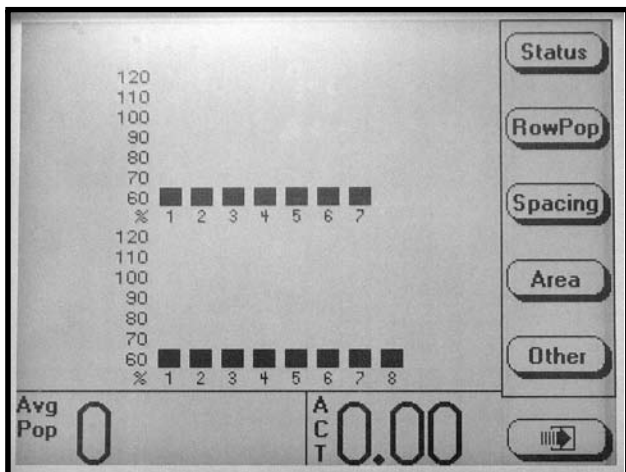 120
110
100
90
80
70
60
% 1 2 3 4 5 6 7
120
110
100
90
80
70
60
% 1 2 3 4 5 6 7 8
Avg
Pop 0
A
C
T 0.00
Status
RowPop
Spacing
Area
Other